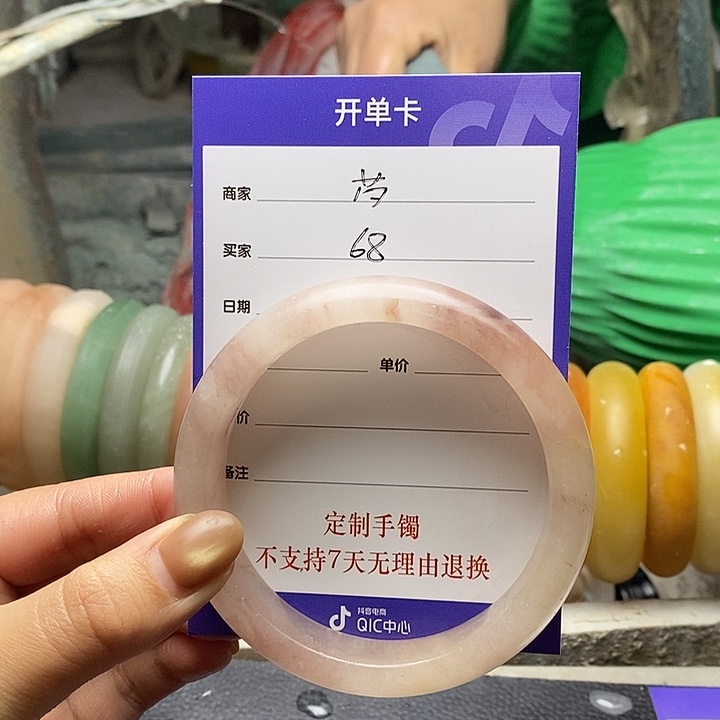 开单卡
商家 芮
买家 68
日期
单价
价
备注
定制手镯
不支持7天无理由退换
抖音电商
QIC中心